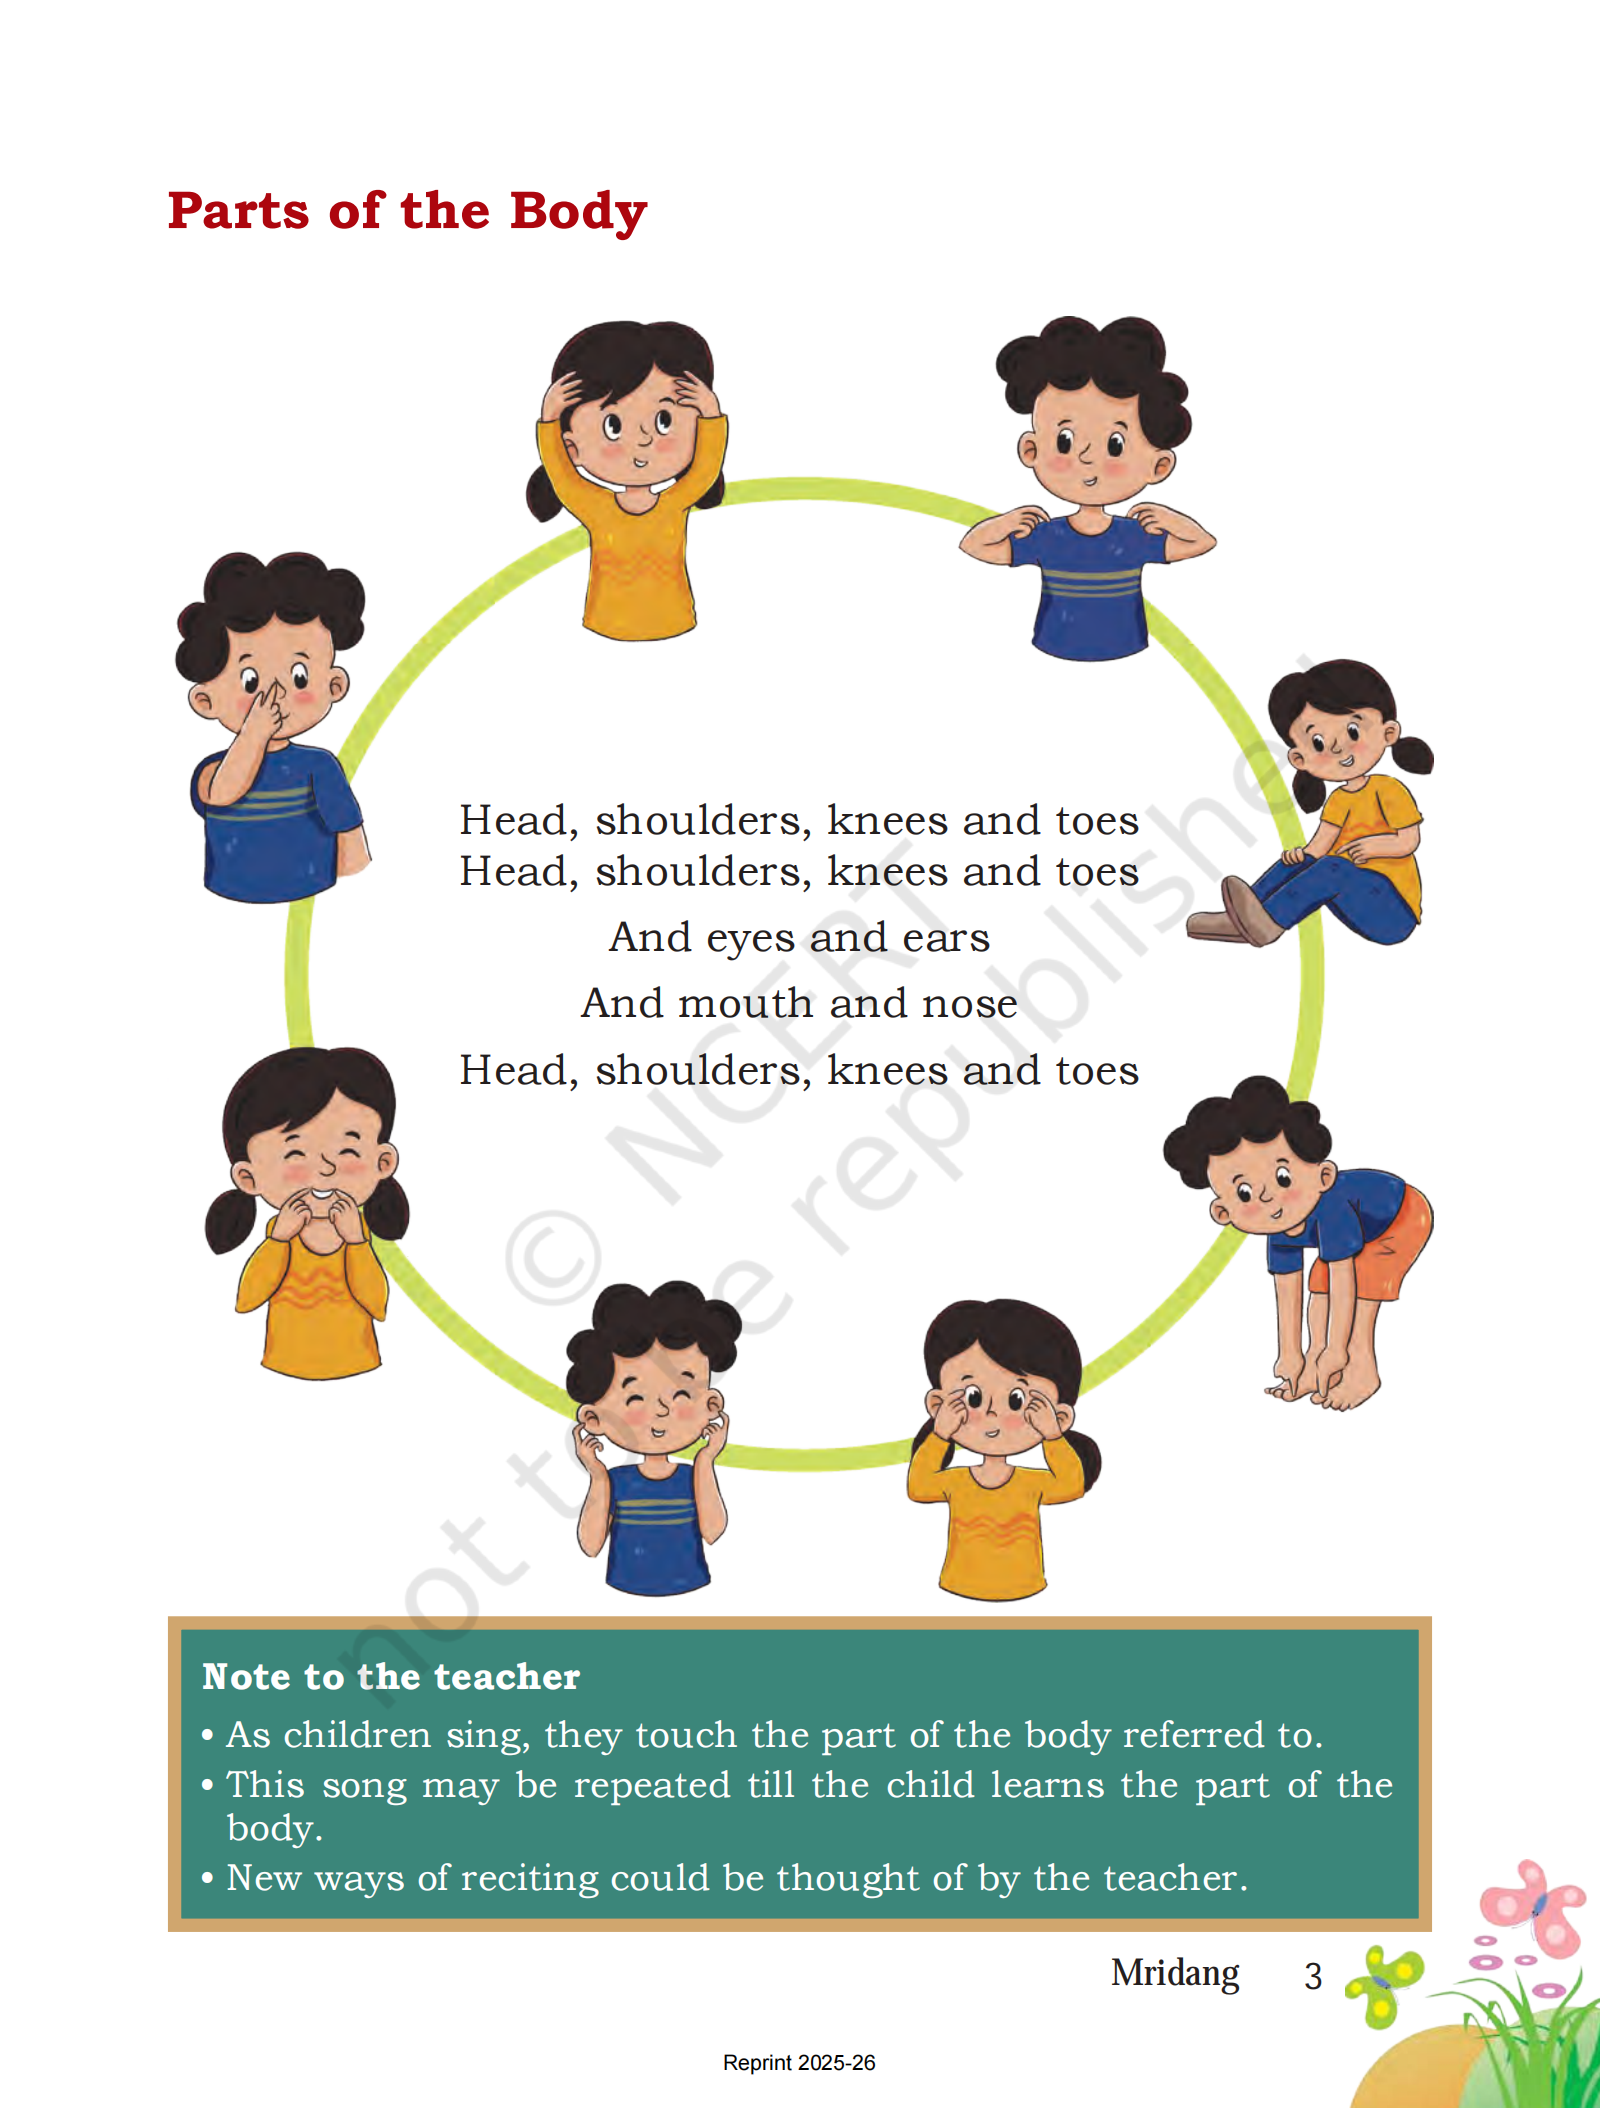 Parts of the Body
Head, shoulders, knees and toes
Head, shoulders, knees and toes
And eyes and ears
And mouth and nose
Head, shoulders, knees and toes
© NCERT
not to be republished
Note to the teacher
• As children sing, they touch the part of the body referred to.
• This song may be repeated till the child learns the part of the
body.
• New ways of reciting could be thought of by the teacher.
Mridang 3
Reprint 2025-26